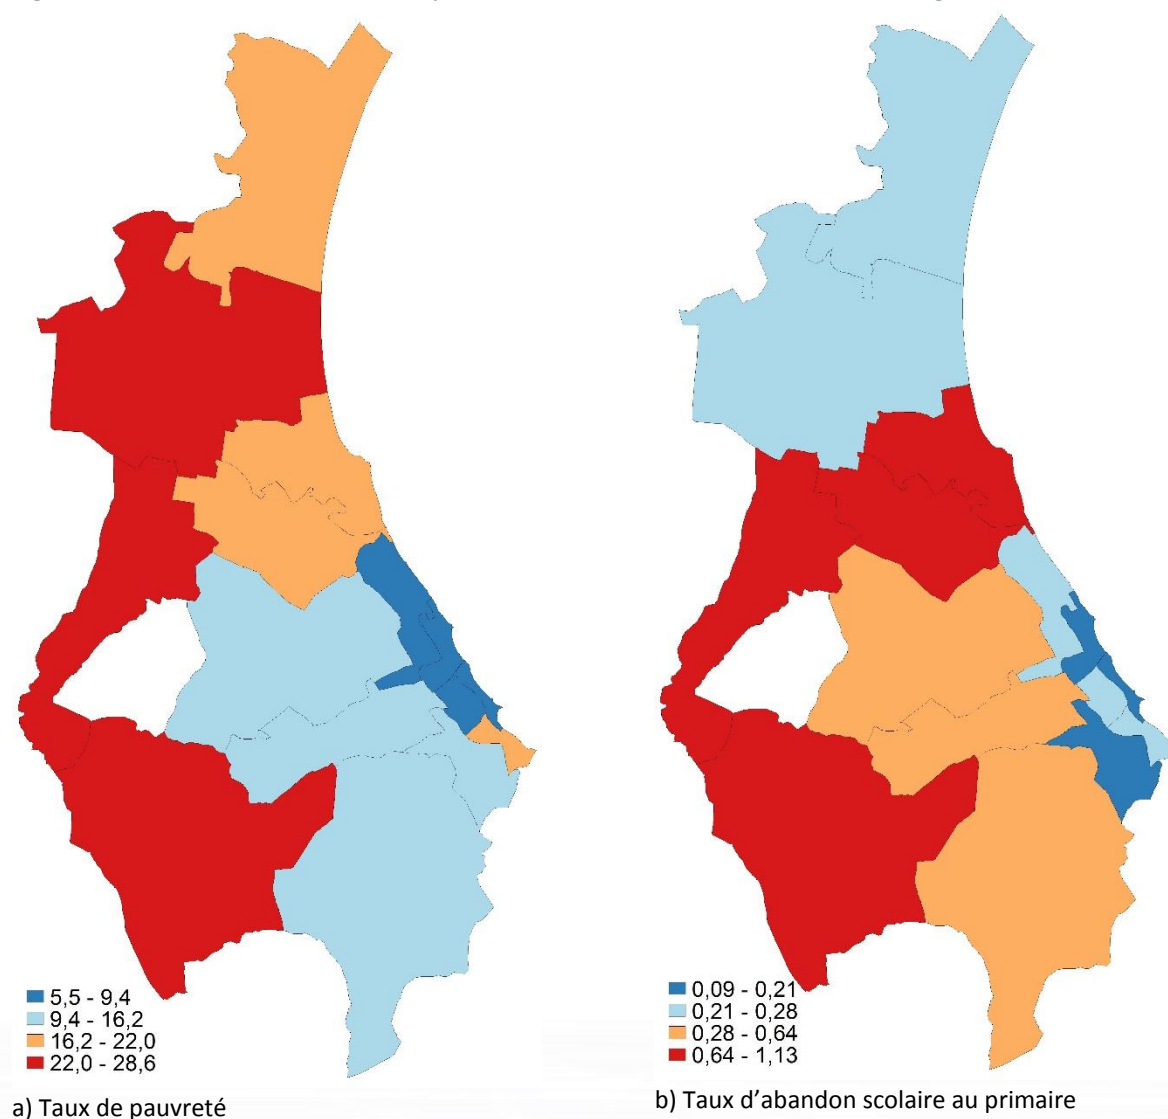 5,5 - 9,4
9,4 - 16,2
16,2 - 22,0
22,0 - 28,6
a) Taux de pauvreté
0,09 - 0,21
0,21 - 0,28
0,28 - 0,64
0,64 - 1,13
b) Taux d’abandon scolaire au primaire